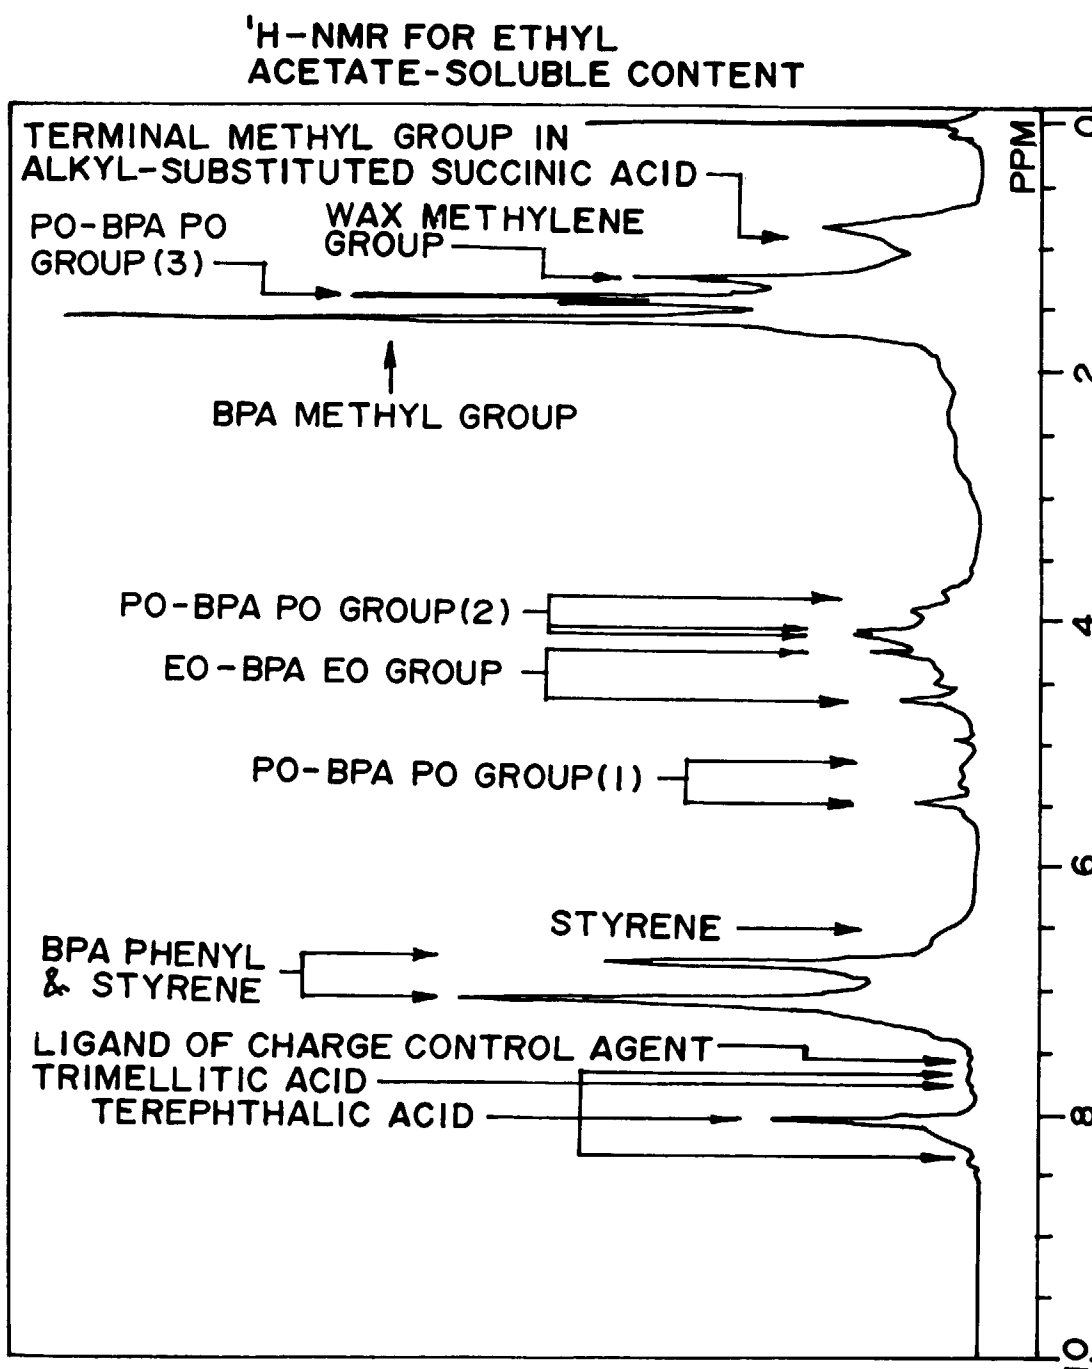 ¹H-NMR FOR ETHYL
ACETATE-SOLUBLE CONTENT
TERMINAL METHYL GROUP IN
ALKYL-SUBSTITUTED SUCCINIC ACID
PO-BPA PO
GROUP(3)
WAX METHYLENE
GROUP
BPA METHYL GROUP
PO-BPA PO GROUP(2)
EO-BPA EO GROUP
PO-BPA PO GROUP(1)
STYRENE
BPA PHENYL
& STYRENE
LIGAND OF CHARGE CONTROL AGENT
TRIMELLITIC ACID
TEREPHTHALIC ACID
PPM
0
2
4
6
8
10